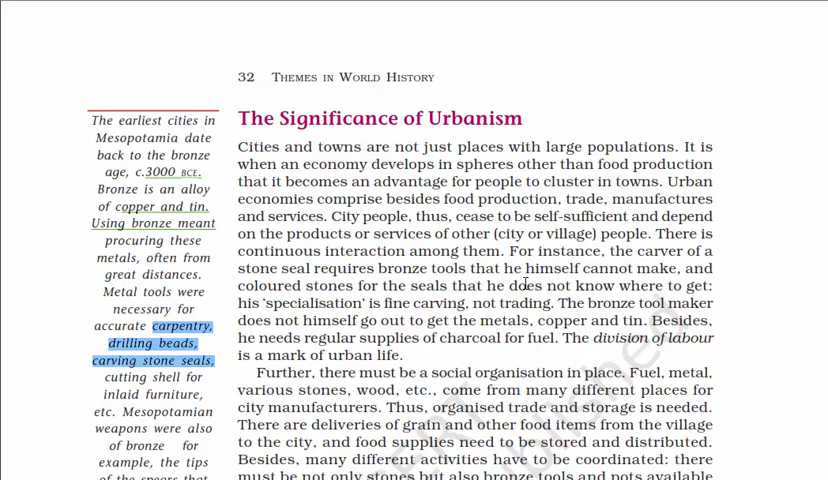 32 THEMES IN WORLD HISTORY
The earliest cities in
Mesopotamia date
back to the bronze
age, c.3000 BCE.
Bronze is an alloy
of copper and tin.
Using bronze meant
procuring these
metals, often from
great distances.
Metal tools were
necessary for
accurate carpentry,
drilling beads,
carving stone seals,
cutting shell for
inlaid furniture,
etc. Mesopotamian
weapons were also
of bronze for
example, the tips
of the spears that
The Significance of Urbanism
Cities and towns are not just places with large populations. It is
when an economy develops in spheres other than food production
that it becomes an advantage for people to cluster in towns. Urban
economies comprise besides food production, trade, manufactures
and services. City people, thus, cease to be self-sufficient and depend
on the products or services of other (city or village) people. There is
continuous interaction among them. For instance, the carver of a
stone seal requires bronze tools that he himself cannot make, and
coloured stones for the seals that he does not know where to get:
his 'specialisation' is fine carving, not trading. The bronze tool maker
does not himself go out to get the metals, copper and tin. Besides,
he needs regular supplies of charcoal for fuel. The division of labour
is a mark of urban life.
Further, there must be a social organisation in place. Fuel, metal,
various stones, wood, etc., come from many different places for
city manufacturers. Thus, organised trade and storage is needed.
There are deliveries of grain and other food items from the village
to the city, and food supplies need to be stored and distributed.
Besides, many different activities have to be coordinated: there
must be not only stones but also bronze tools and pots available